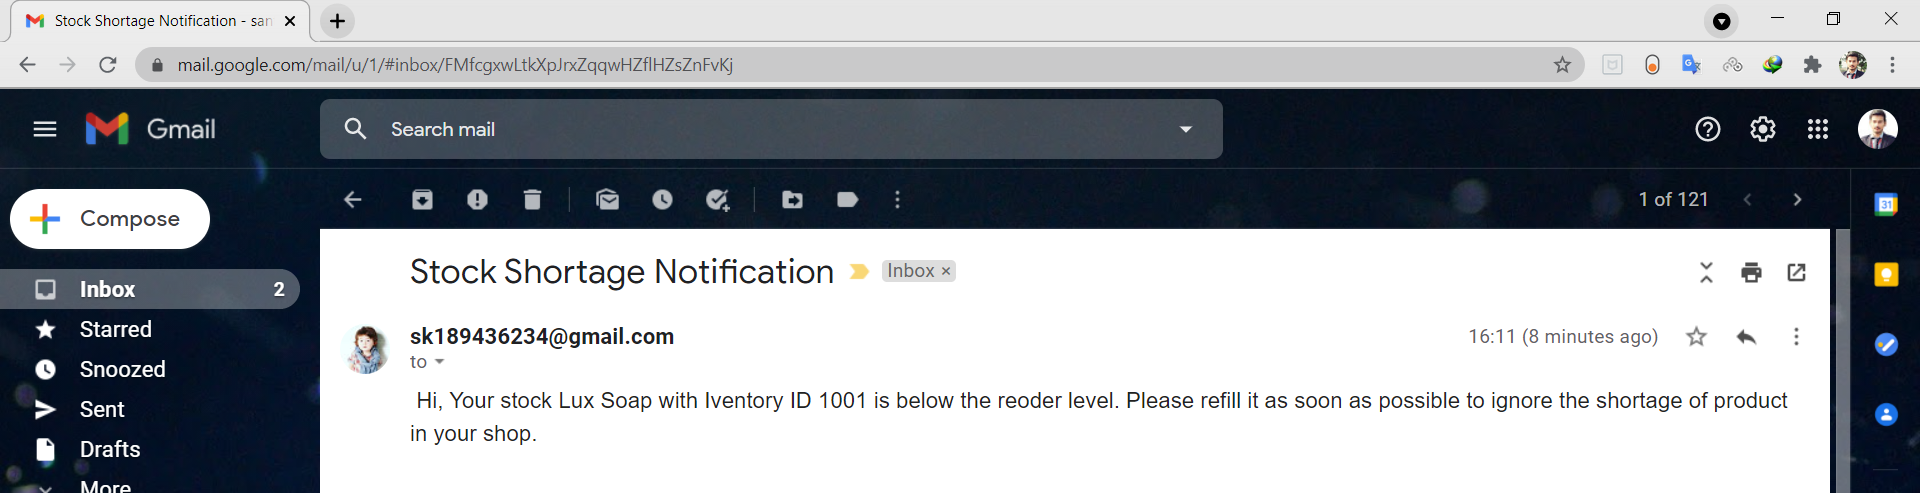 Stock Shortage Notification - san
mail.google.com/mail/u/1/#inbox/FMfcgxwLtkXpJrxZqqwHZflHZsZnFvKj
Gmail
Search mail
Compose
1 of 121
31
Inbox 2
Starred
Snoozed
Sent
Drafts
More
Stock Shortage Notification Inbox ×
sk189436234@gmail.com 16:11 (8 minutes ago)
to
Hi, Your stock Lux Soap with Iventory ID 1001 is below the reoder level. Please refill it as soon as possible to ignore the shortage of product
in your shop.